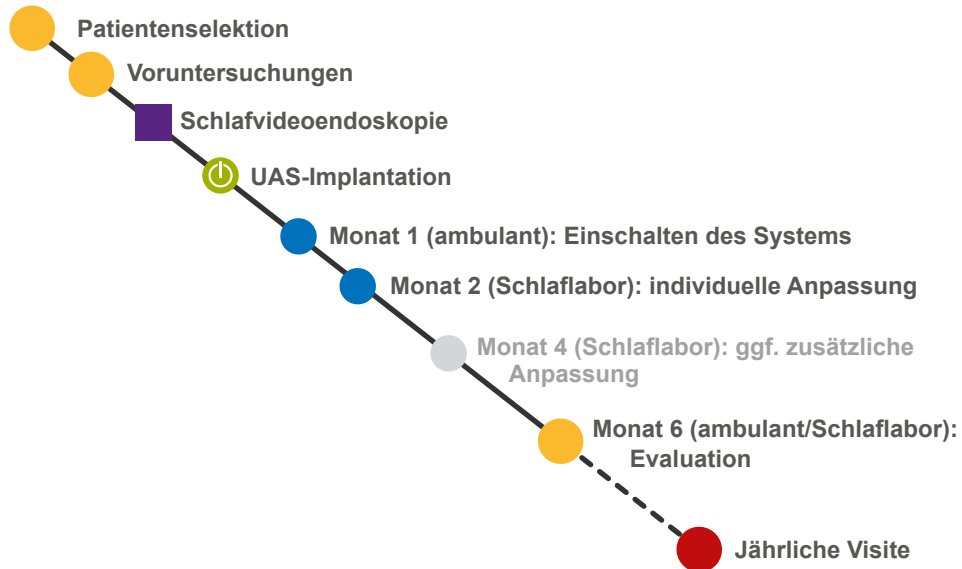 Patientenselektion
Voruntersuchungen
Schlafvideoendoskopie
UAS-Implantation
Monat 1 (ambulant): Einschalten des Systems
Monat 2 (Schlaflabor): individuelle Anpassung
Monat 4 (Schlaflabor): ggf. zusätzliche
Anpassung
Monat 6 (ambulant/Schlaflabor):
Evaluation
Jährliche Visite